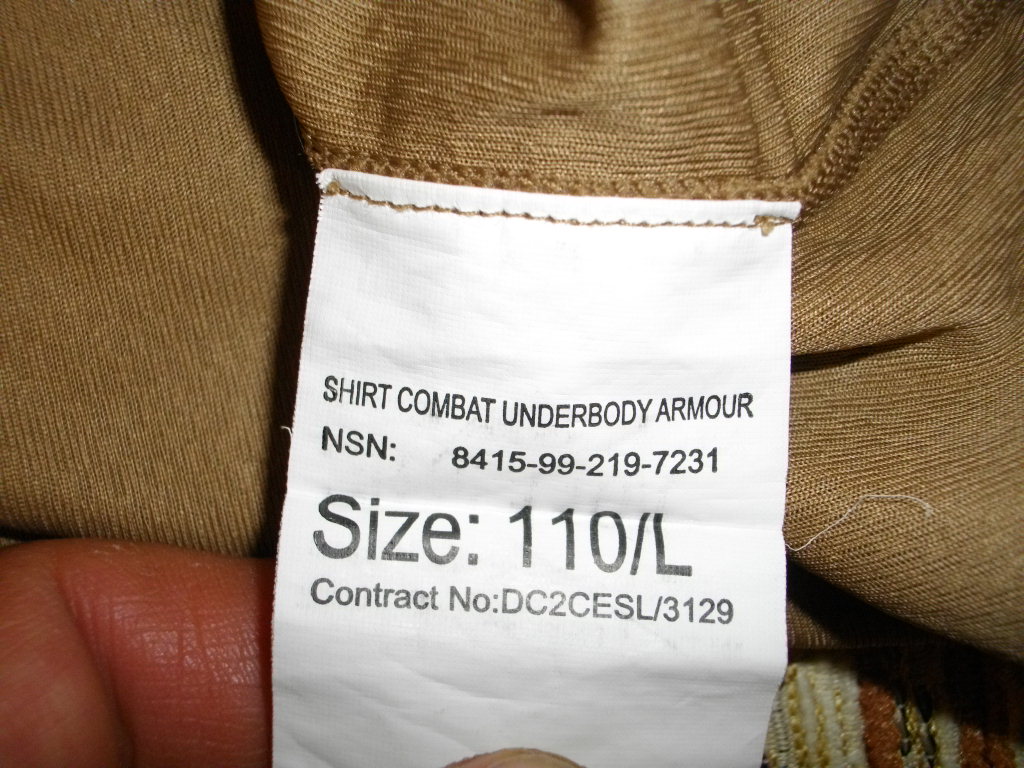 SHIRT COMBAT UNDERBODY ARMOUR
NSN: 8415-99-219-7231
Size: 110/L
Contract No:DC2CESL/3129